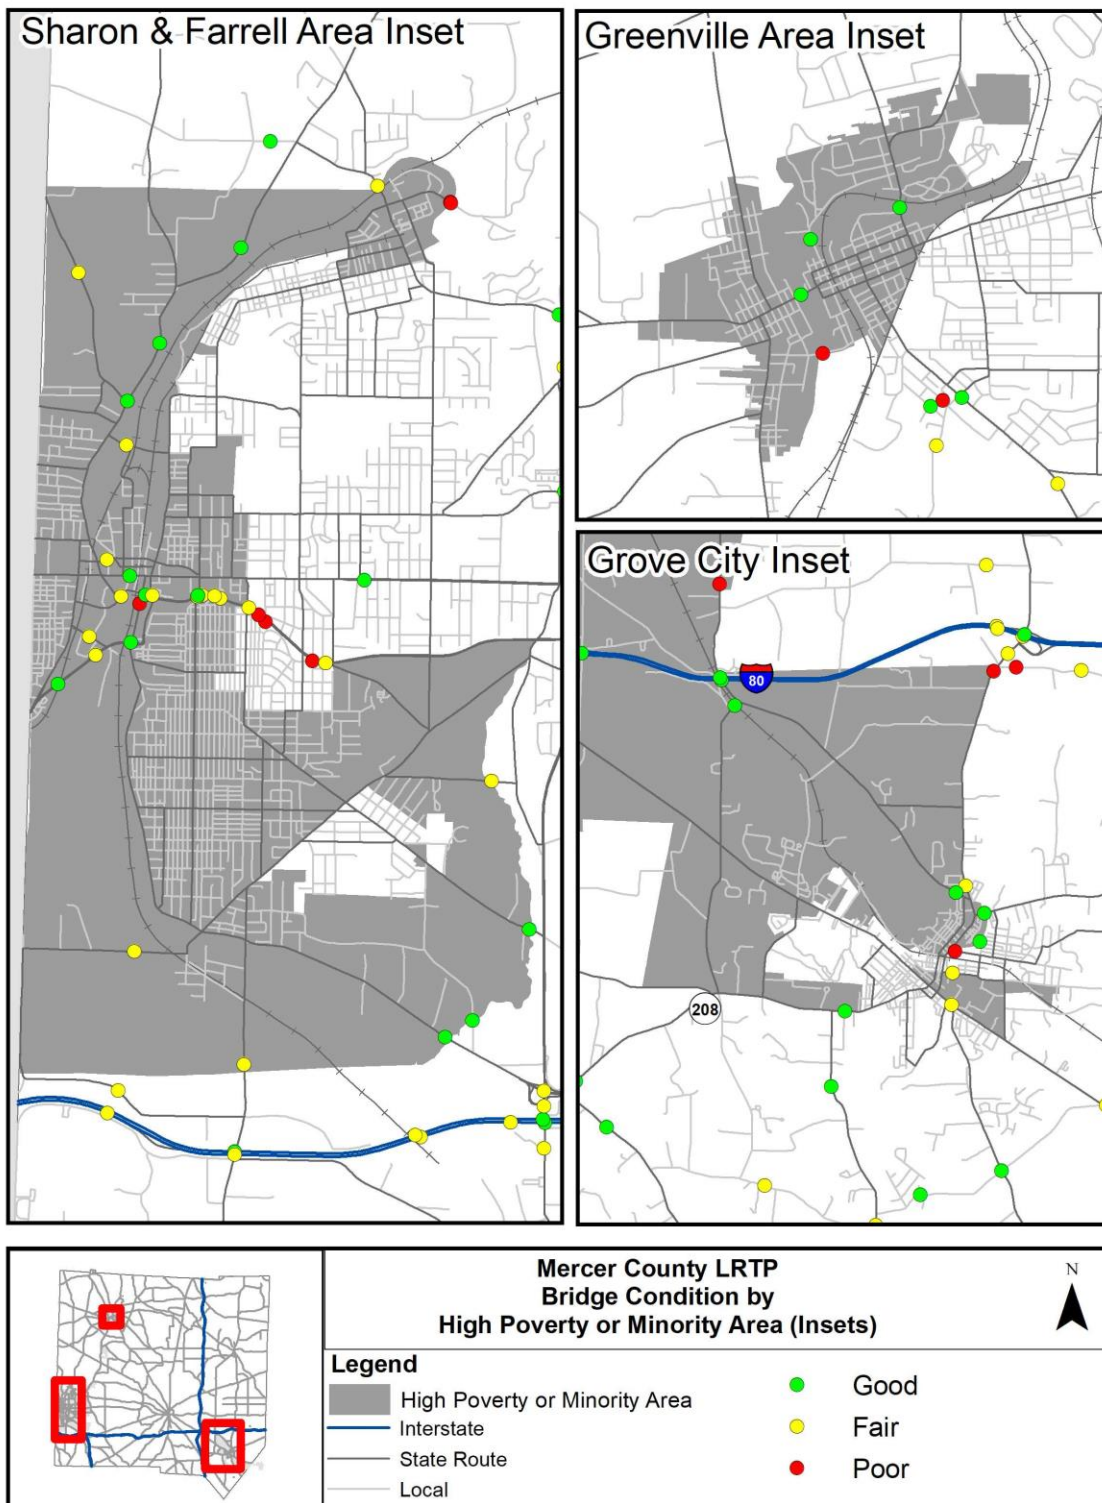 Sharon & Farrell Area Inset
Greenville Area Inset
Grove City Inset
80
208
Mercer County LRTP
Bridge Condition by
High Poverty or Minority Area (Insets)
N
Legend
High Poverty or Minority Area
Interstate
State Route
Local
Good
Fair
Poor